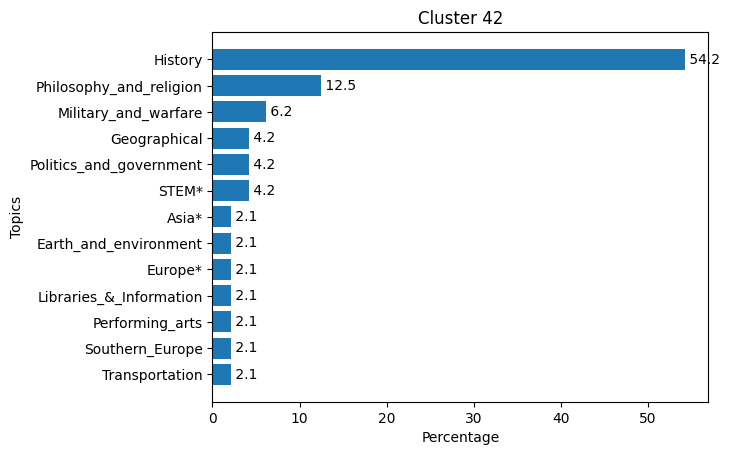 Cluster 42
Topics
History 54.2
Philosophy_and_religion 12.5
Military_and_warfare 6.2
Geographical 4.2
Politics_and_government 4.2
STEM* 4.2
Asia* 2.1
Earth_and_environment 2.1
Europe* 2.1
Libraries_&_Information 2.1
Performing_arts 2.1
Southern_Europe 2.1
Transportation 2.1
0 10 20 30 40 50
Percentage